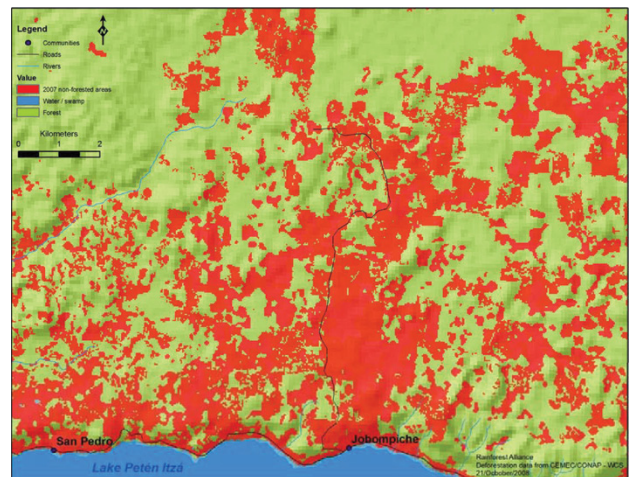 N
Legend
Communities
Roads
Rivers
Value
2007 non-forested areas
Water / swamp
Forest
Kilometers
0 1 2
San Pedro
Jobompiche
Lake Petén Itzá
Rainforest Alliance
Deforestation data from CEMEC/CONAP - WCS
21/October/2008